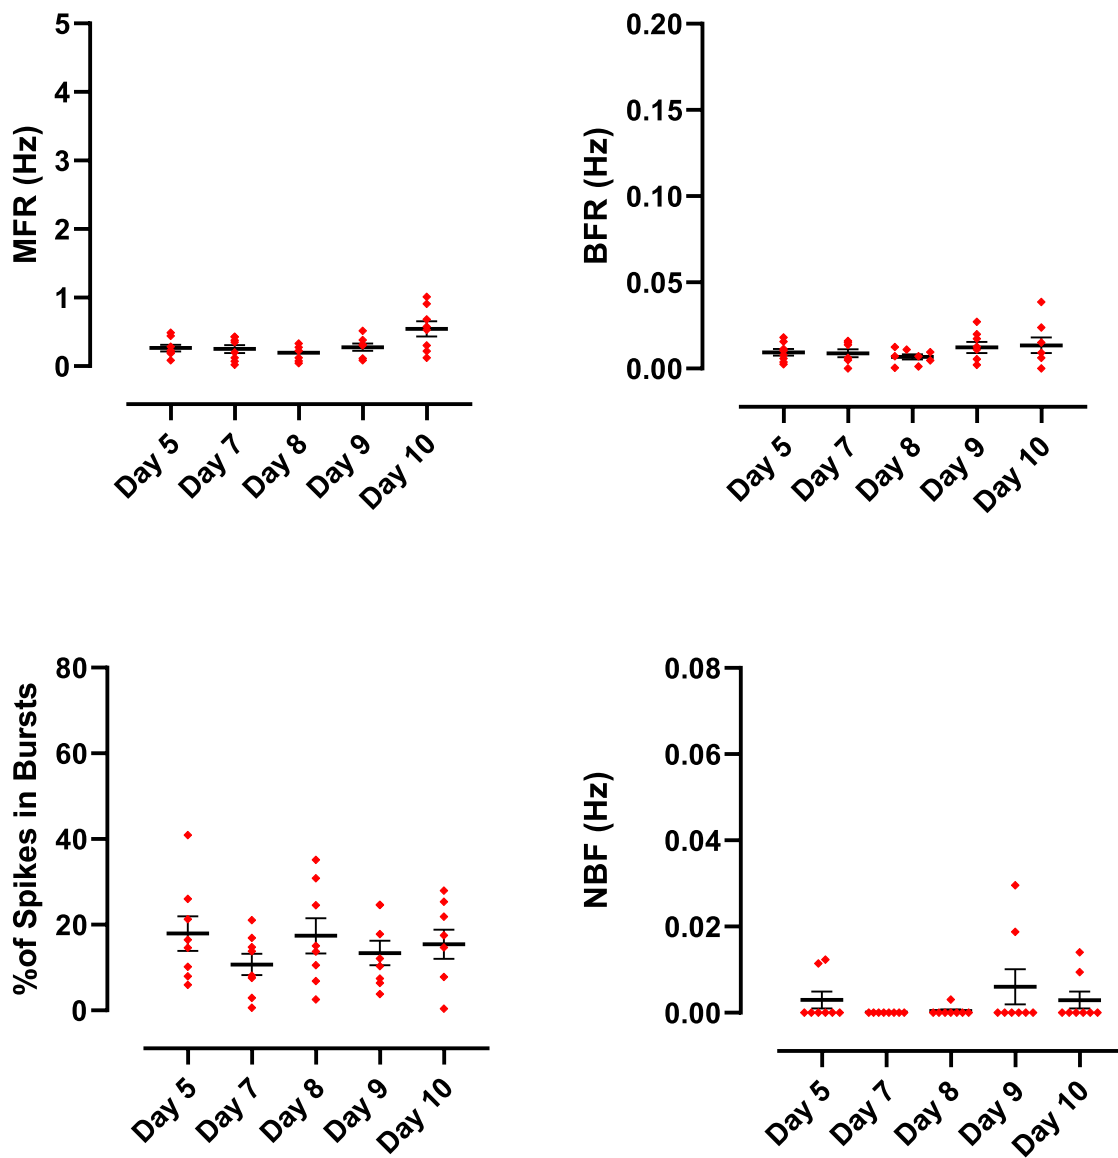 MFR (Hz)
5
4
3
2
1
0
Day 5
Day 7
Day 8
Day 9
Day 10
BFR (Hz)
0.20
0.15
0.10
0.05
0.00
Day 5
Day 7
Day 8
Day 9
Day 10
%of Spikes in Bursts
80
60
40
20
0
Day 5
Day 7
Day 8
Day 9
Day 10
NBF (Hz)
0.08
0.06
0.04
0.02
0.00
Day 5
Day 7
Day 8
Day 9
Day 10